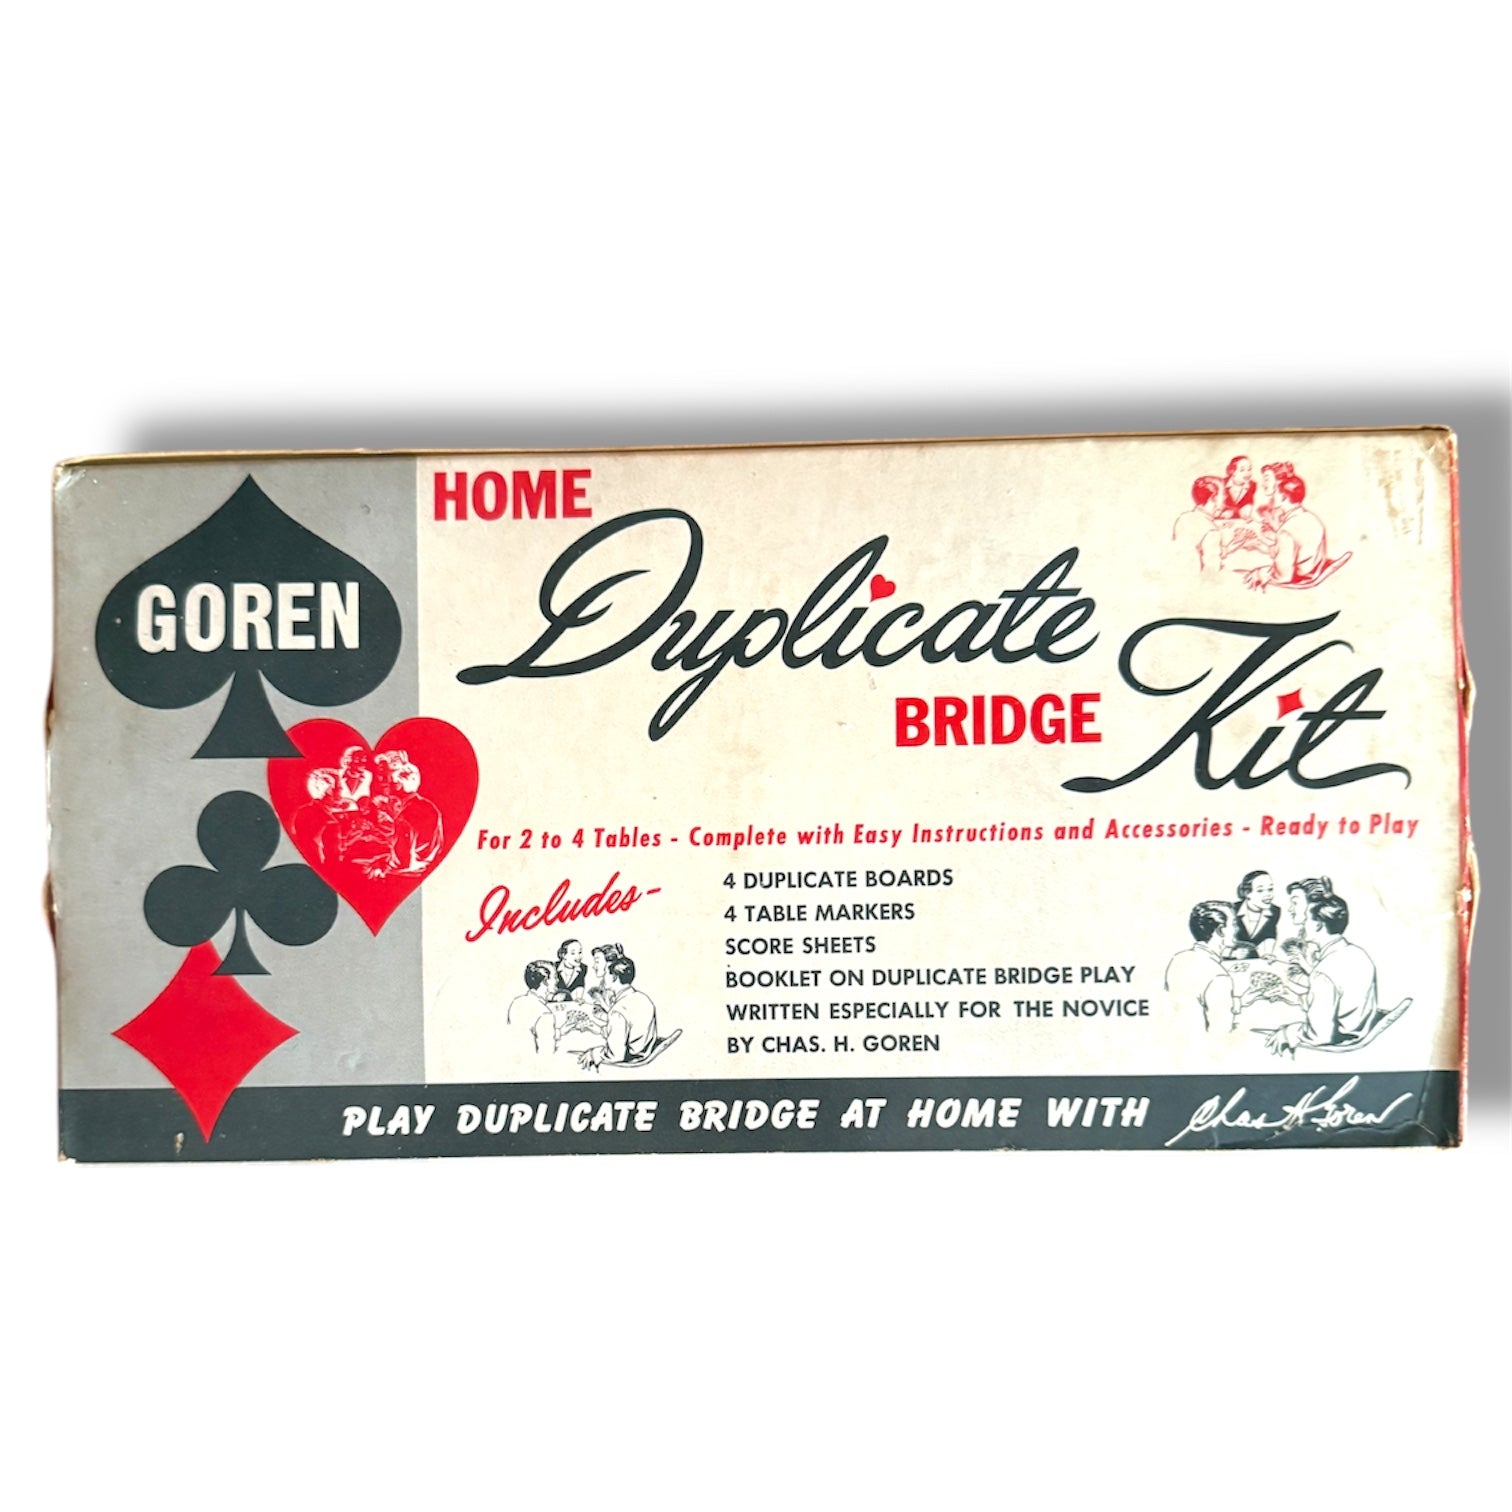 GOREN
HOME
Duplicate
BRIDGE
Kit
For 2 to 4 Tables - Complete with Easy Instructions and Accessories - Ready to Play
Includes-
4 DUPLICATE BOARDS
4 TABLE MARKERS
SCORE SHEETS
BOOKLET ON DUPLICATE BRIDGE PLAY
WRITTEN ESPECIALLY FOR THE NOVICE
BY CHAS. H. GOREN
PLAY DUPLICATE BRIDGE AT HOME WITH Chas H. Goren